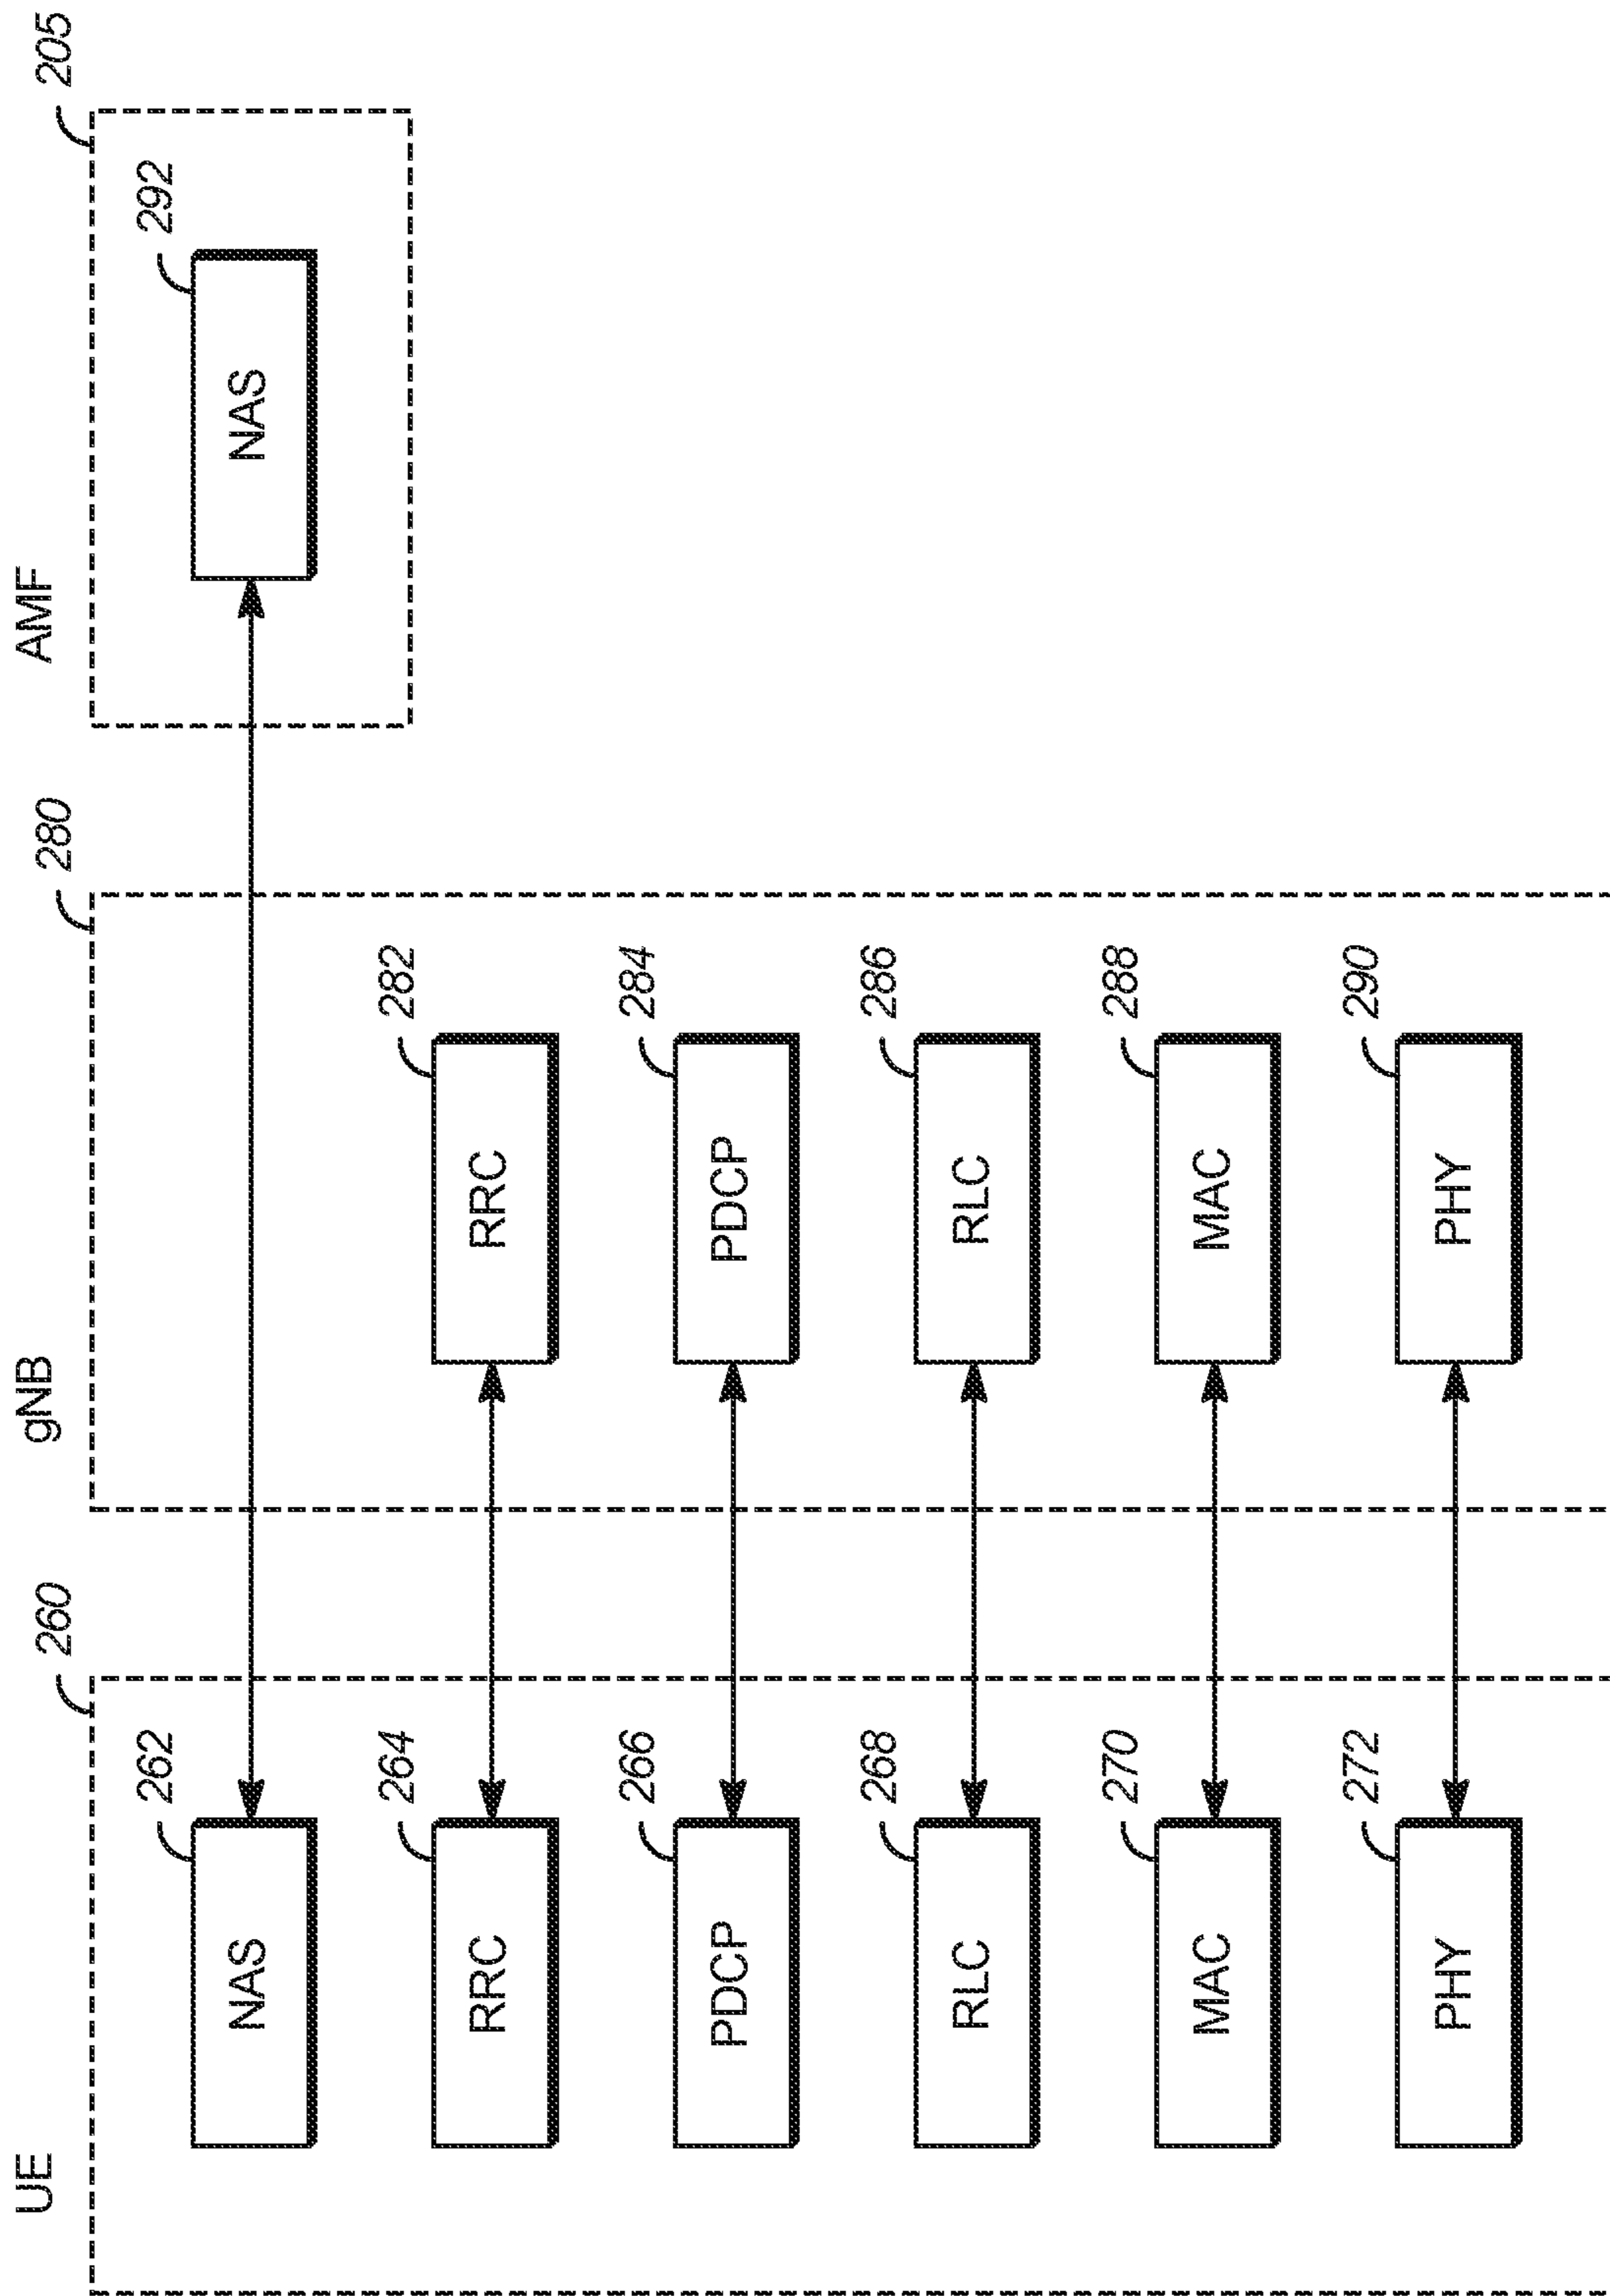 UE
gNB
AMF
260
280
205
262
292
NAS
NAS
264
282
RRC
RRC
266
284
PDCP
PDCP
268
286
RLC
RLC
270
288
MAC
MAC
272
290
PHY
PHY